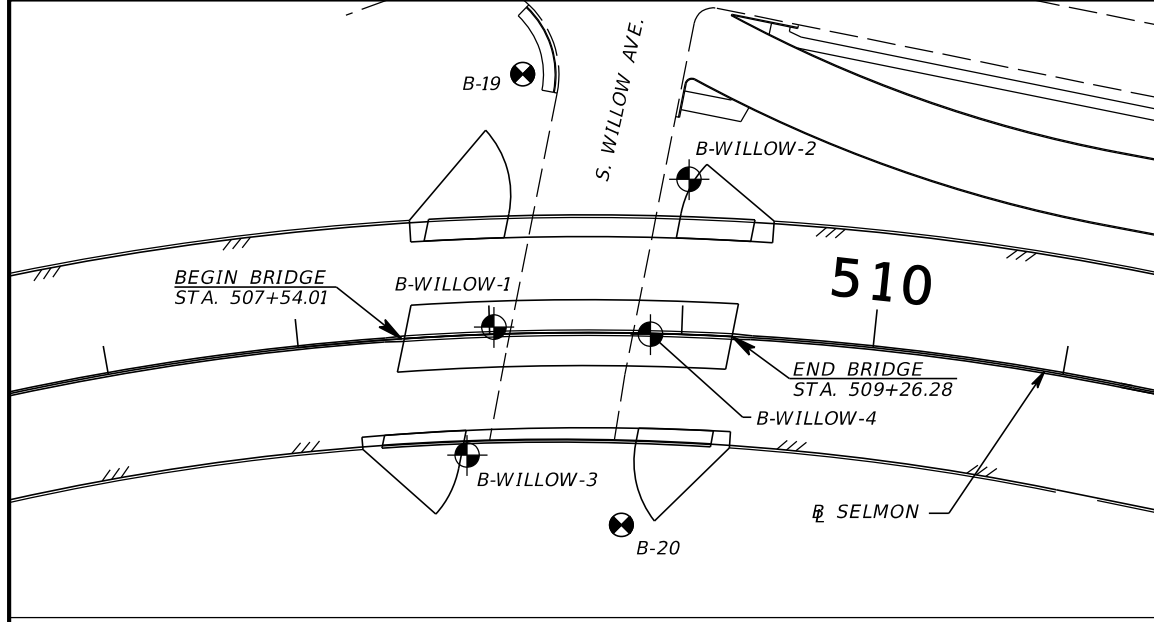 S. WILLOW AVE.
B-19
B-WILLOW-2
BEGIN BRIDGE
STA. 507+54.01
B-WILLOW-1
510
END BRIDGE
STA. 509+26.28
B-WILLOW-4
B-WILLOW-3
BL SELMON
B-20